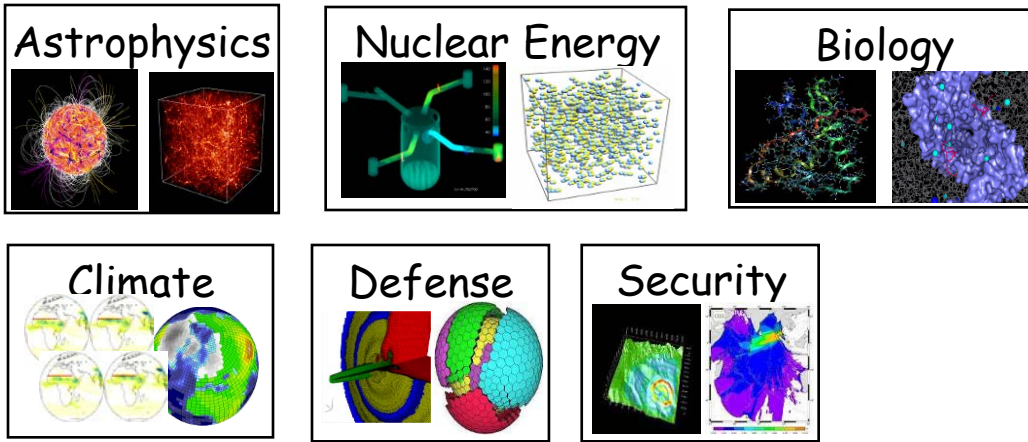 Astrophysics
Nuclear Energy
Biology
Climate
Defense
Security